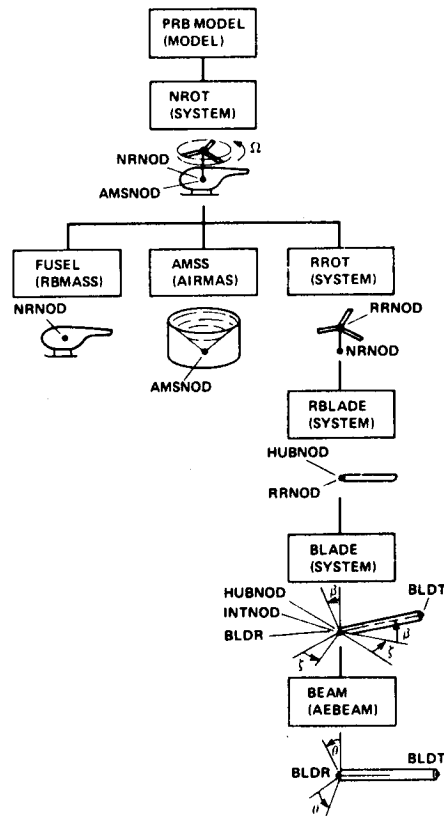 PRB MODEL
(MODEL)
NROT
(SYSTEM)
NRNOD
Ω
AMSNOD
FUSEL
(RBMASS)
AMSS
(AIRMAS)
RROT
(SYSTEM)
NRNOD
RRNOD
NRNOD
AMSNOD
RBLADE
(SYSTEM)
HUBNOD
RRNOD
BLADE
(SYSTEM)
HUBNOD
INTNOD
BLDR
β
BLDT
β
ζ
ζ
BEAM
(AEBEAM)
θ
BLDR
BLDT
θ